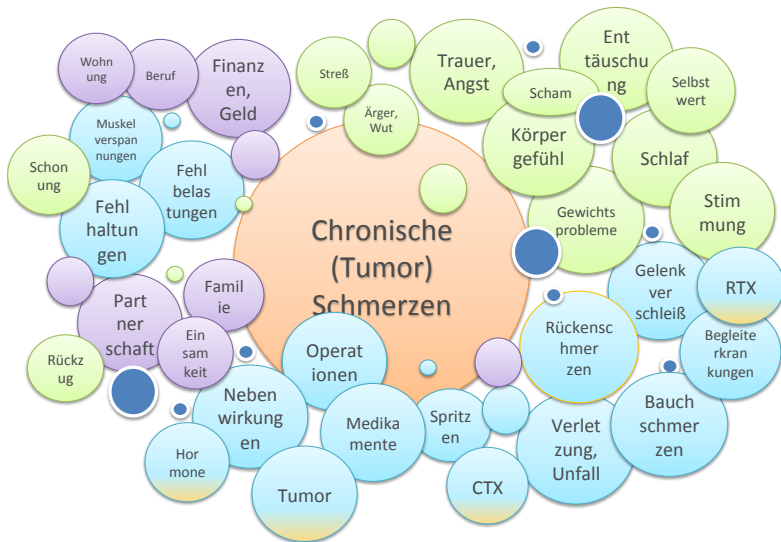 Wohn
ung
Beruf
Finanz
en,
Geld
Streß
Ärger,
Wut
Trauer,
Angst
Ent
täuschu
ng
Scham
Selbst
wert
Körper
gefühl
Schlaf
Stim
mung
Gewichts
probleme
Muskel
verspan
nungen
Schon
ung
Fehl
belas
tungen
Fehl
haltun
gen
Chronische
(Tumor)
Schmerzen
Gelenk
ver
schleiß
RTX
Part
ner
schaft
Famil
ie
Ein
sam
keit
Rückz
ug
Operat
ionen
Rückensc
hmer
zen
Begleite
rkran
kungen
Neben
wirkung
en
Medika
mente
Spritz
en
Verlet
zung,
Unfall
Bauch
schmer
zen
Hor
mone
Tumor
CTX